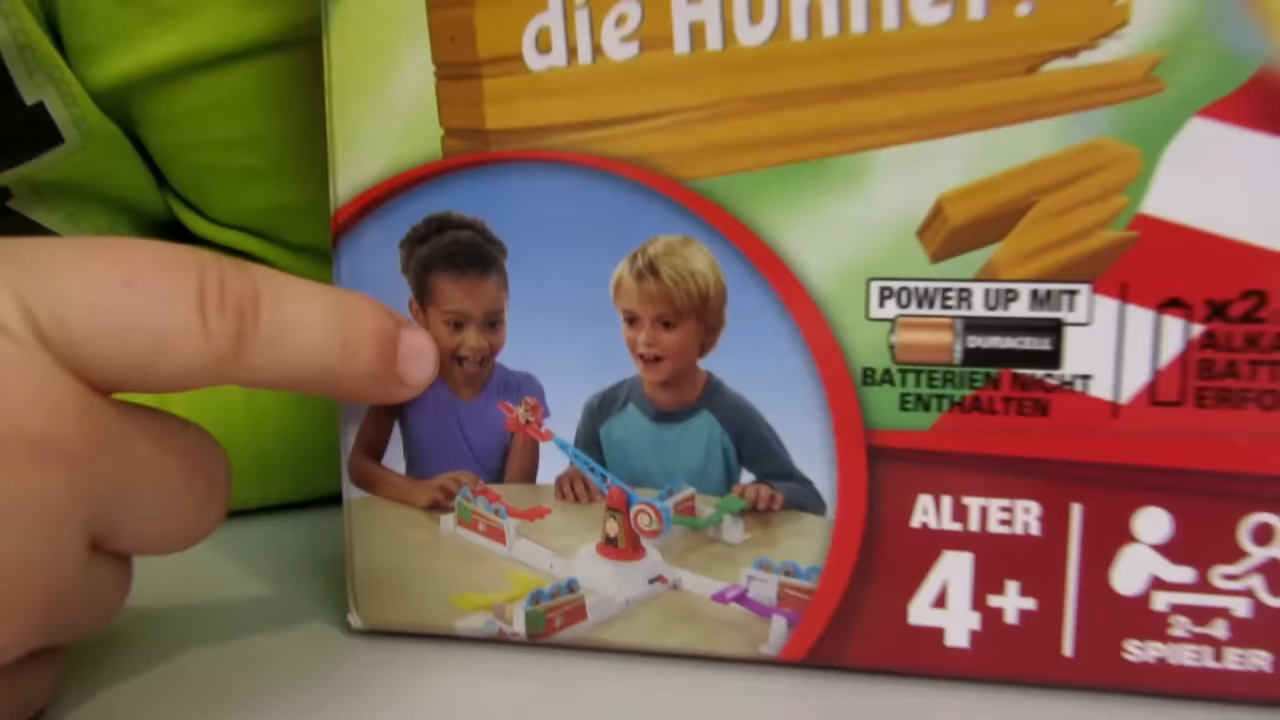 die Hühner!
POWER UP MIT
DURACELL
BATTERIEN NICHT
ENTHALTEN
x2
ALTER
4+
2-4
SPIELER